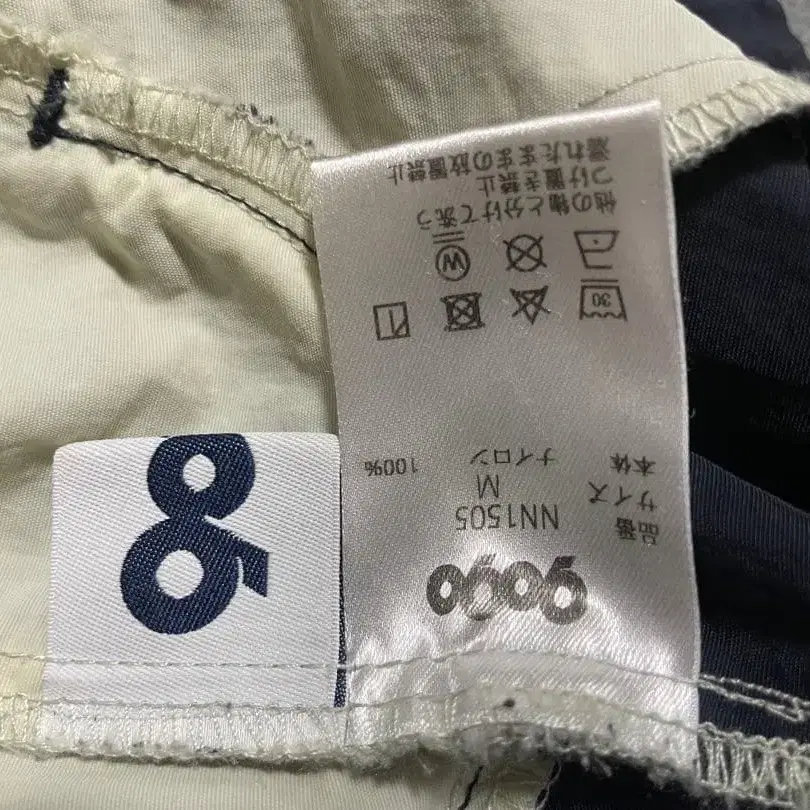 9090
品番 NN1505
サイズ M
本体 ナイロン 100%
30
W
他の物と分けて洗う
つけ置き禁止
濡れたままの放置禁止